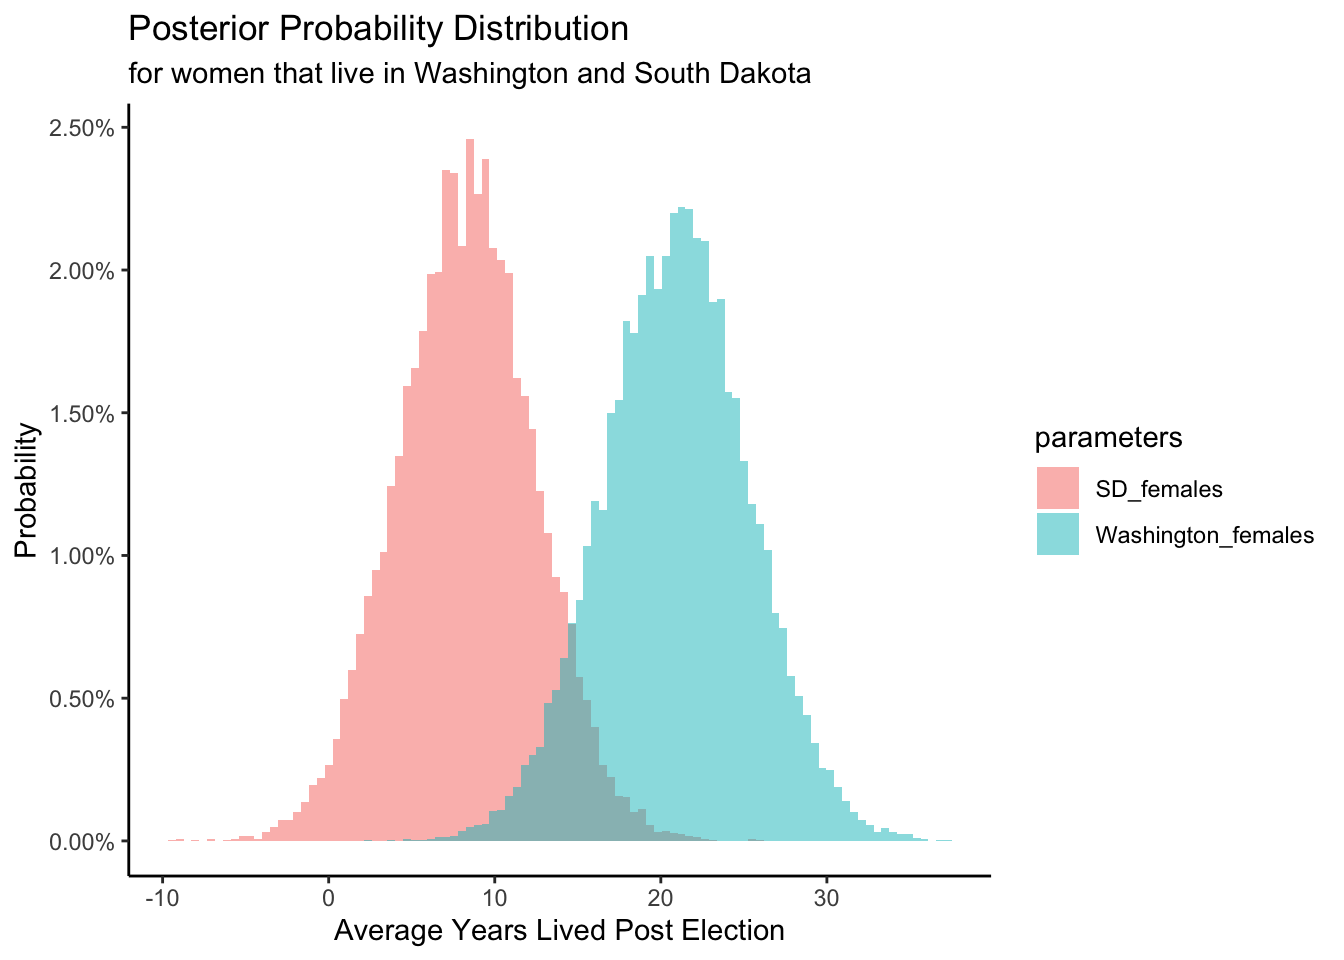 Posterior Probability Distribution
for women that live in Washington and South Dakota
2.50%
2.00%
1.50%
1.00%
0.50%
0.00%
Probability
-10 0 10 20 30
Average Years Lived Post Election
parameters
SD_females
Washington_females